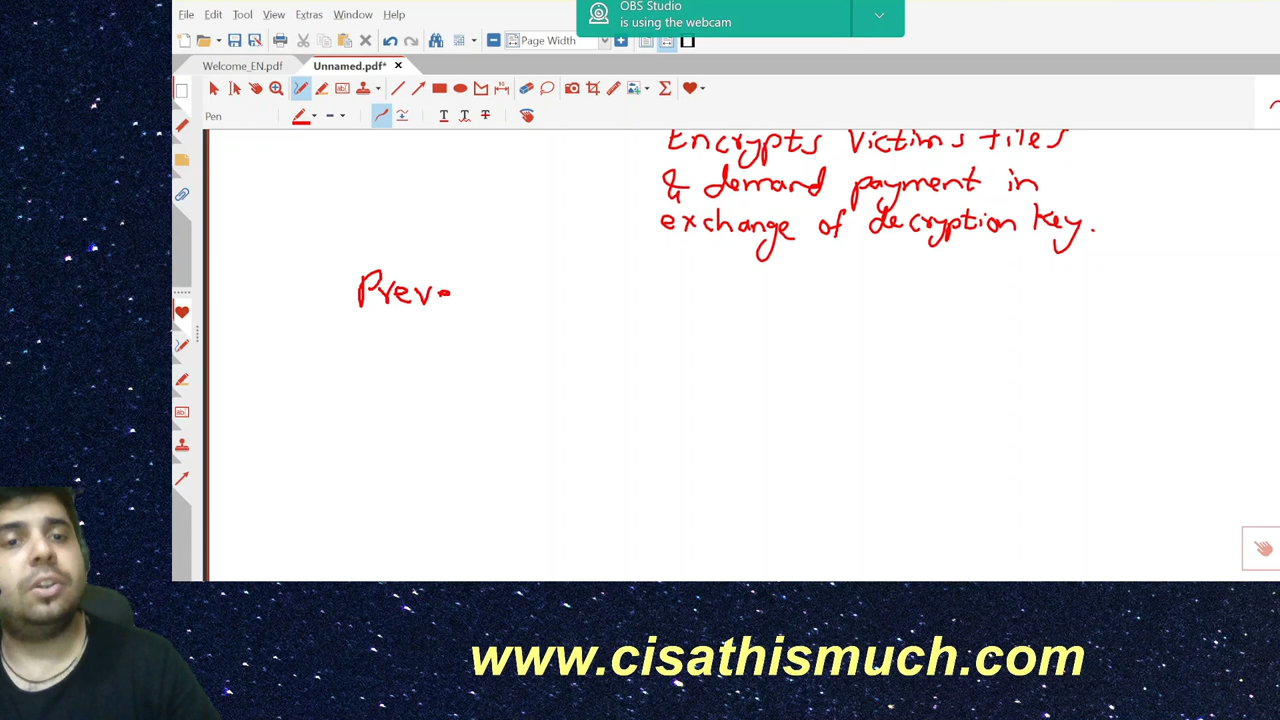 OBS Studio
is using the webcam
File Edit Tool View Extras Window Help
Page Width
Welcome_EN.pdf Unnamed.pdf*
Pen T T T
Encrypts Victims files
& demand payment in
exchange of decryption key.
Prev
www.cisathismuch.com